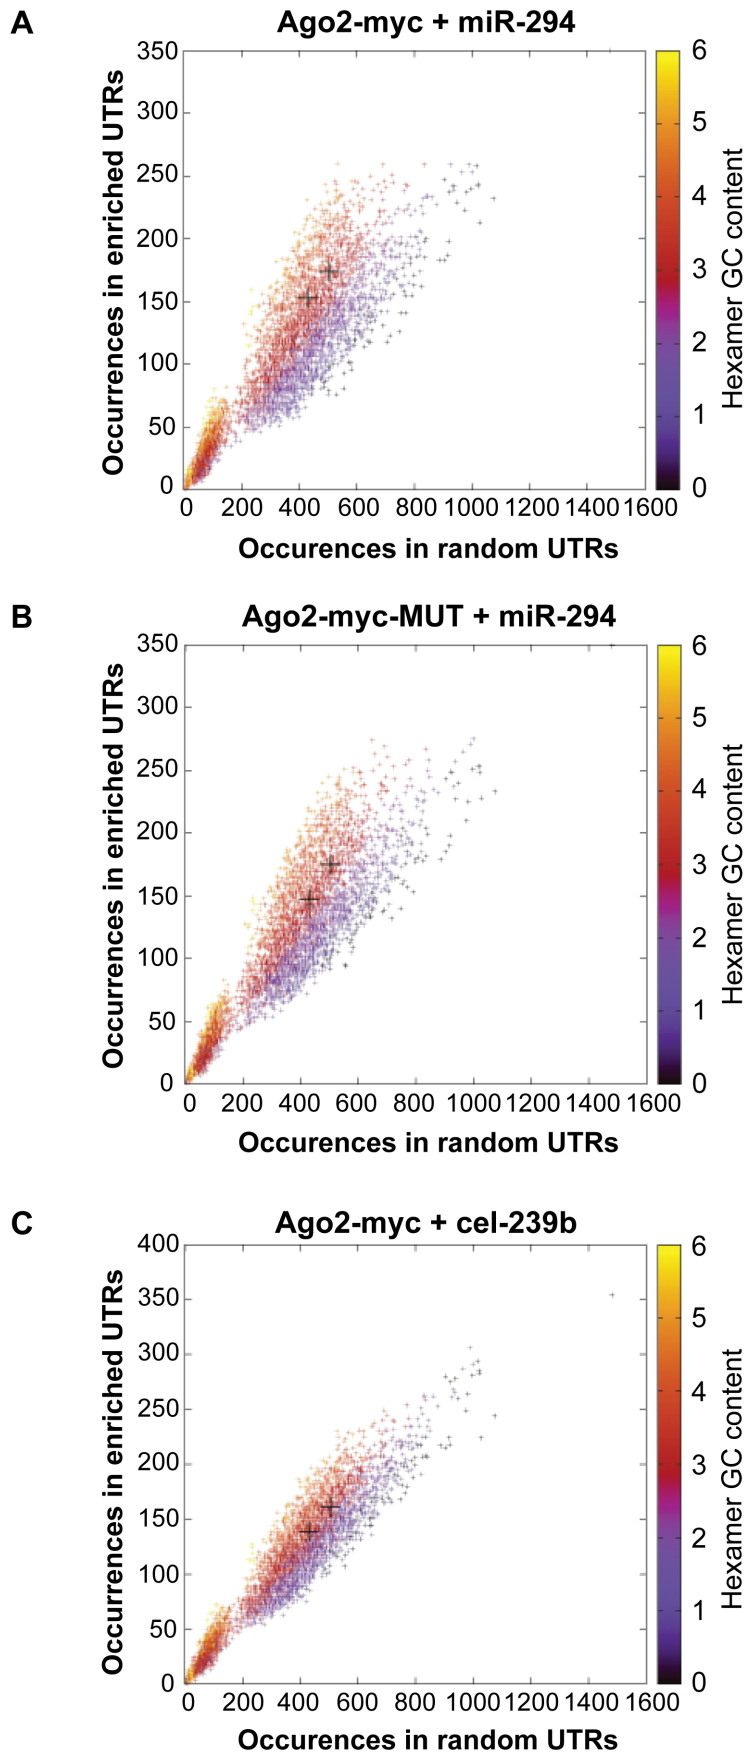 A
Ago2-myc + miR-294
350
300
250
200
150
100
50
0
Occurrences in enriched UTRs
0 200 400 600 800 1000 1200 1400 1600
Occurences in random UTRs
6
5
4
3
2
1
0
Hexamer GC content
B
Ago2-myc-MUT + miR-294
350
300
250
200
150
100
50
0
Occurrences in enriched UTRs
0 200 400 600 800 1000 1200 1400 1600
Occurences in random UTRs
6
5
4
3
2
1
0
Hexamer GC content
C
Ago2-myc + cel-239b
400
350
300
250
200
150
100
50
0
Occurrences in enriched UTRs
0 200 400 600 800 1000 1200 1400 1600
Occurences in random UTRs
6
5
4
3
2
1
0
Hexamer GC content